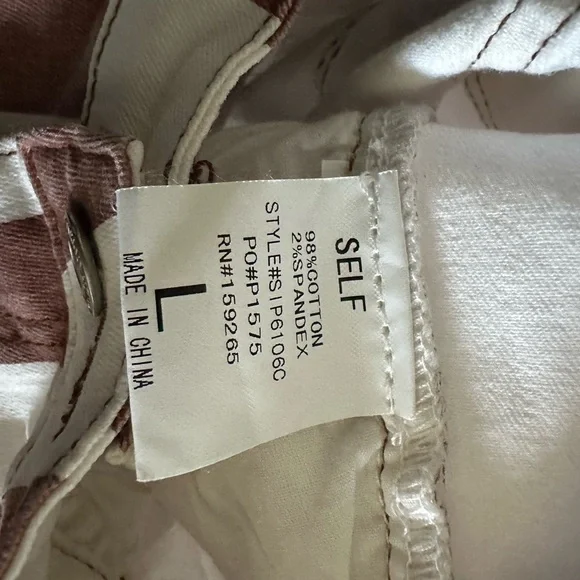 SELF
98%COTTON
2%SPANDEX
STYLE#SIP6106C
PO#P1575
RN#159265
L
MADE IN CHINA